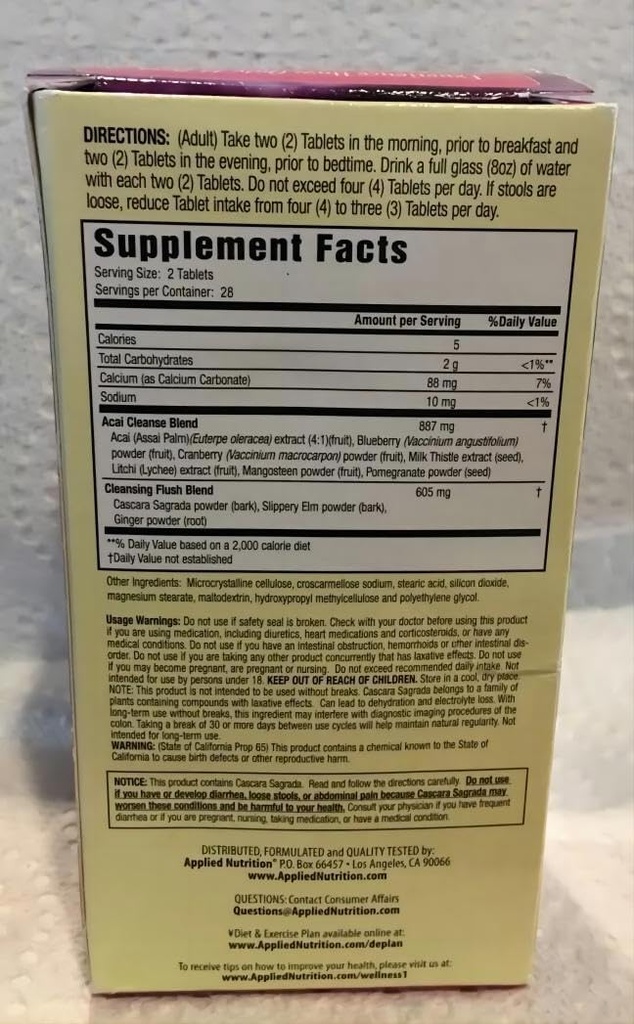 DIRECTIONS: (Adult) Take two (2) Tablets in the morning, prior to breakfast and
two (2) Tablets in the evening, prior to bedtime. Drink a full glass (8oz) of water
with each two (2) Tablets. Do not exceed four (4) Tablets per day. If stools are
loose, reduce Tablet intake from four (4) to three (3) Tablets per day.
Supplement Facts
Serving Size: 2 Tablets
Servings per Container: 28
Amount per Serving %Daily Value
Calories 5
Total Carbohydrates 2 g <1%**
Calcium (as Calcium Carbonate) 88 mg 7%
Sodium 10 mg <1%
Acai Cleanse Blend 887 mg †
Acai (Assai Palm)(Euterpe oleracea) extract (4:1)(fruit), Blueberry (Vaccinium angustifolium)
powder (fruit), Cranberry (Vaccinium macrocarpon) powder (fruit), Milk Thistle extract (seed),
Litchi (Lychee) extract (fruit), Mangosteen powder (fruit), Pomegranate powder (seed)
Cleansing Flush Blend 605 mg †
Cascara Sagrada powder (bark), Slippery Elm powder (bark),
Ginger powder (root)
**% Daily Value based on a 2,000 calorie diet
†Daily Value not established
Other Ingredients: Microcrystalline cellulose, croscarmellose sodium, stearic acid, silicon dioxide,
magnesium stearate, maltodextrin, hydroxypropyl methylcellulose and polyethylene glycol.
Usage Warnings: Do not use if safety seal is broken. Check with your doctor before using this product
if you are using medication, including diuretics, heart medications and corticosteroids, or have any
medical conditions. Do not use if you have an intestinal obstruction, hemorrhoids or other intestinal dis-
order. Do not use if you are taking any other product concurrently that has laxative effects. Do not use
if you may become pregnant, are pregnant or nursing. Do not exceed recommended daily intake. Not
intended for use by persons under 18. KEEP OUT OF REACH OF CHILDREN. Store in a cool, dry place.
NOTE: This product is not intended to be used without breaks. Cascara Sagrada belongs to a family of
plants containing compounds with laxative effects. Can lead to dehydration and electrolyte loss. With
long-term use without breaks, this ingredient may interfere with diagnostic imaging procedures of the
colon. Taking a break of 30 or more days between use cycles will help maintain natural regularity. Not
intended for long-term use.
WARNING: (State of California Prop 65) This product contains a chemical known to the State of
California to cause birth defects or other reproductive harm.
NOTICE: This product contains Cascara Sagrada. Read and follow the directions carefully. Do not use
if you have or develop diarrhea, loose stools, or abdominal pain because Cascara Sagrada may
worsen these conditions and be harmful to your health. Consult your physician if you have frequent
diarrhea or if you are pregnant, nursing, taking medication, or have a medical condition.
DISTRIBUTED, FORMULATED and QUALITY TESTED by:
Applied Nutrition® P.O. Box 66457 • Los Angeles, CA 90066
www.AppliedNutrition.com
QUESTIONS: Contact Consumer Affairs
Questions@AppliedNutrition.com
¥Diet & Exercise Plan available online at:
www.AppliedNutrition.com/deplan
To receive tips on how to improve your health, please visit us at:
www.AppliedNutrition.com/wellness1